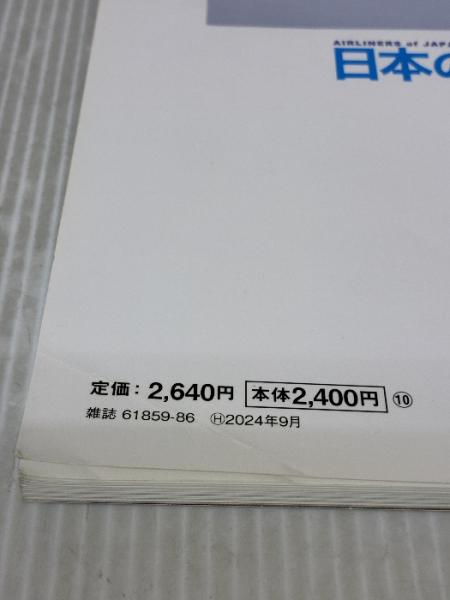 AIRLINERS of JAPA
日本の
定価：2,640円 本体2,400円 ⑩
雑誌 61859-86 Ⓗ2024年9月